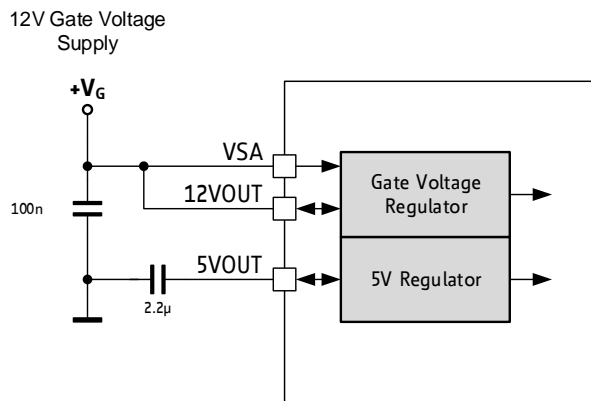 12V Gate Voltage
Supply
+VG
VSA
12VOUT
5VOUT
100n
2.2µ
Gate Voltage
Regulator
5V Regulator